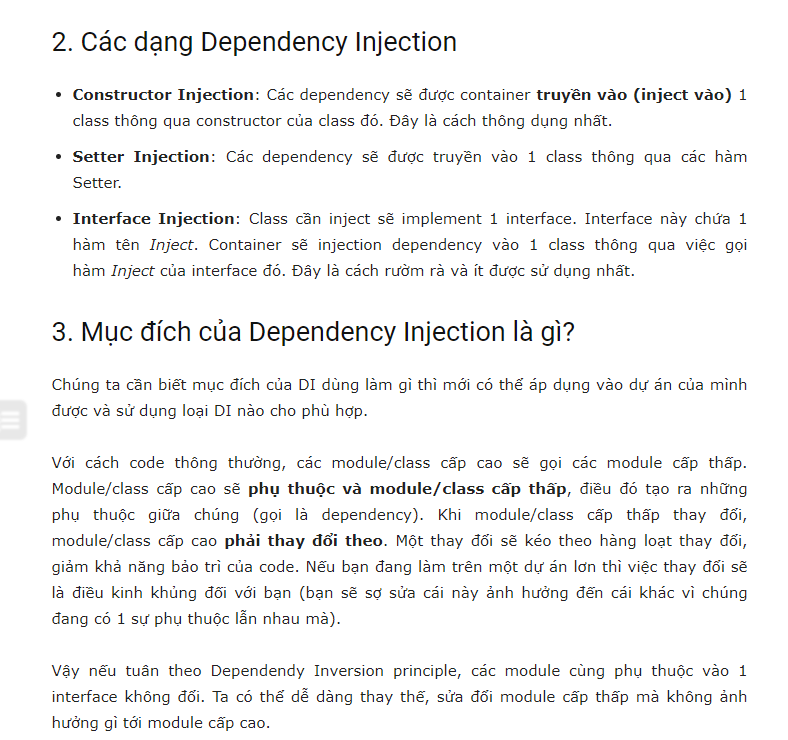 2. Các dạng Dependency Injection
• Constructor Injection: Các dependency sẽ được container truyền vào (inject vào) 1
class thông qua constructor của class đó. Đây là cách thông dụng nhất.
• Setter Injection: Các dependency sẽ được truyền vào 1 class thông qua các hàm
Setter.
• Interface Injection: Class cần inject sẽ implement 1 interface. Interface này chứa 1
hàm tên Inject. Container sẽ injection dependency vào 1 class thông qua việc gọi
hàm Inject của interface đó. Đây là cách rườm rà và ít được sử dụng nhất.
3. Mục đích của Dependency Injection là gì?
Chúng ta cần biết mục đích của DI dùng làm gì thì mới có thể áp dụng vào dự án của mình
được và sử dụng loại DI nào cho phù hợp.
Với cách code thông thường, các module/class cấp cao sẽ gọi các module cấp thấp.
Module/class cấp cao sẽ phụ thuộc và module/class cấp thấp, điều đó tạo ra những
phụ thuộc giữa chúng (gọi là dependency). Khi module/class cấp thấp thay đổi,
module/class cấp cao phải thay đổi theo. Một thay đổi sẽ kéo theo hàng loạt thay đổi,
giảm khả năng bảo trì của code. Nếu bạn đang làm trên một dự án lơn thì việc thay đổi sẽ
là điều kinh khủng đối với bạn (bạn sẽ sợ sửa cái này ảnh hưởng đến cái khác vì chúng
đang có 1 sự phụ thuộc lẫn nhau mà).
Vậy nếu tuân theo Dependendy Inversion principle, các module cùng phụ thuộc vào 1
interface không đổi. Ta có thể dễ dàng thay thế, sửa đổi module cấp thấp mà không ảnh
hưởng gì tới module cấp cao.